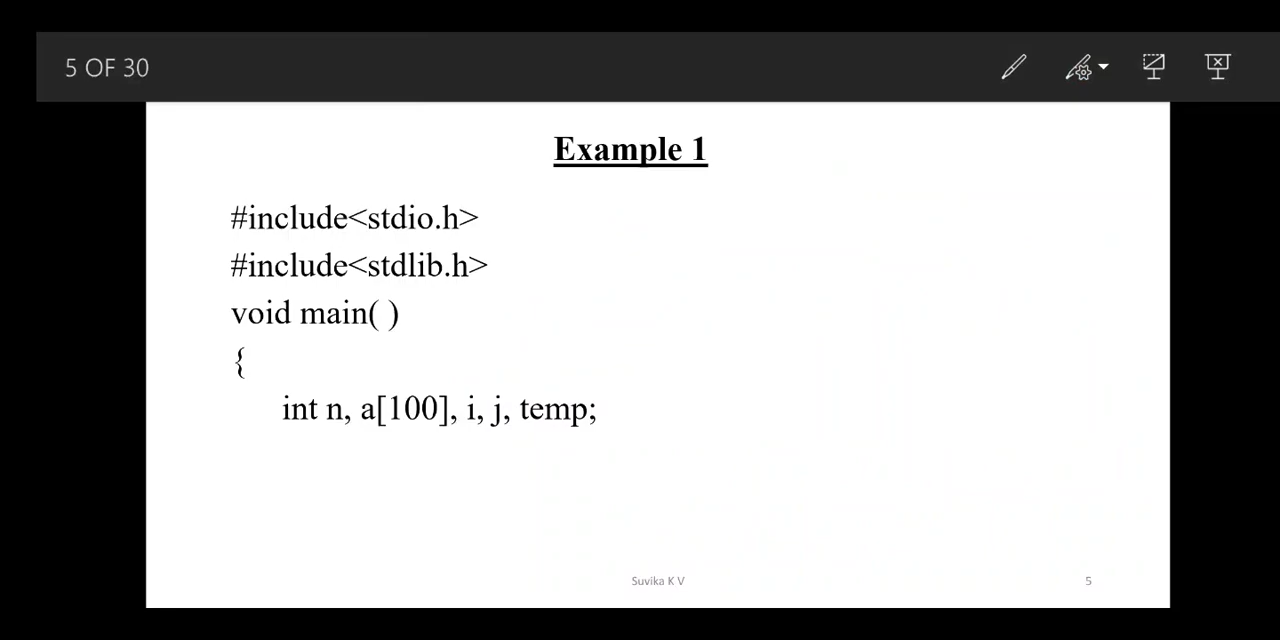 5 OF 30
Example 1
#include<stdio.h>
#include<stdlib.h>
void main( )
{
int n, a[100], i, j, temp;
Suvika K V
5